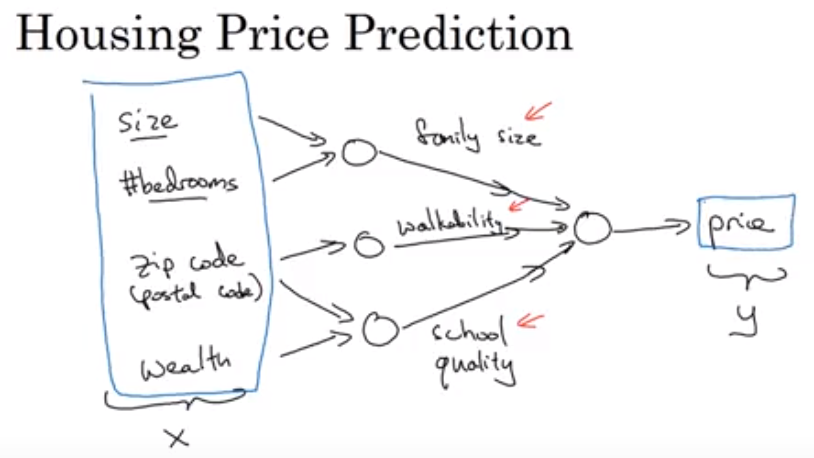 Housing Price Prediction
size
#bedrooms
zip code
(postal code)
wealth
x
family size
walkability
school
quality
price
y